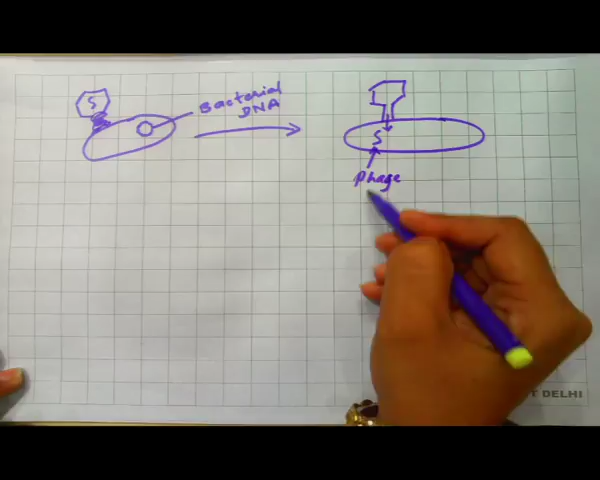 S
Bacterial
DNA
S
Phage
T DELHI